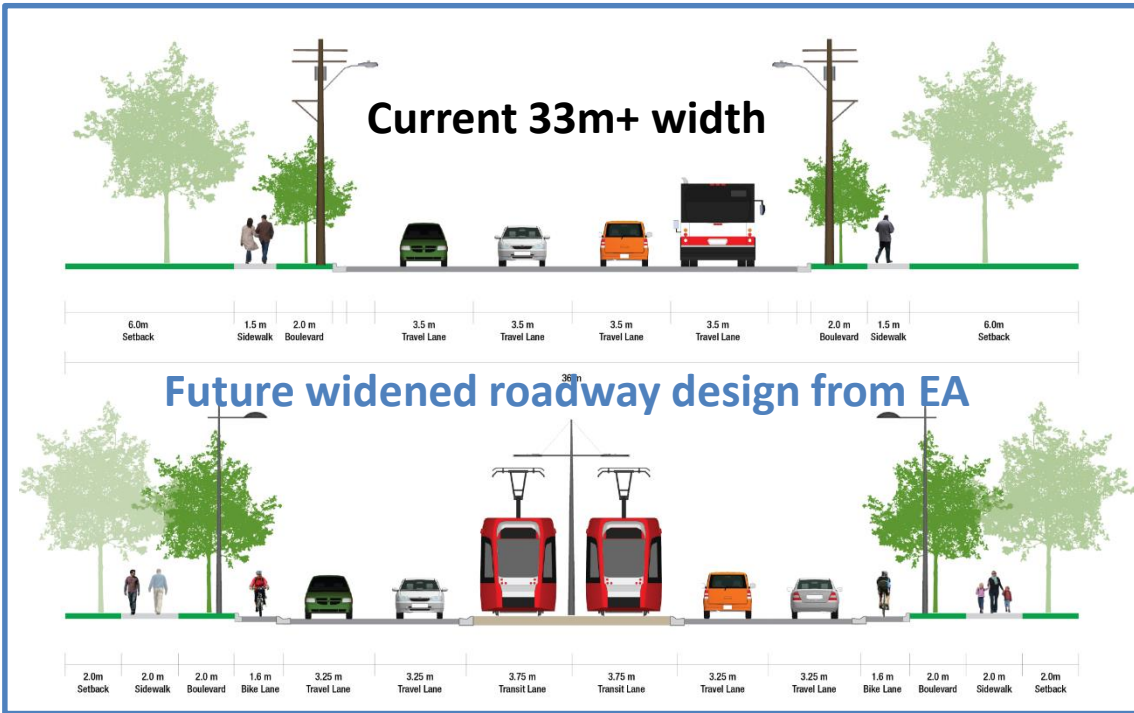 Current 33m+ width
6.0m 1.5 m 2.0 m 3.5 m 3.5 m 3.5 m 3.5 m 2.0 m 1.5 m 6.0m
Setback Sidewalk Boulevard Travel Lane Travel Lane Travel Lane Travel Lane Boulevard Sidewalk Setback
Future widened roadway design from EA
2.0m 2.0 m 2.0 m 1.6 m 3.25 m 3.25 m 3.75 m 3.75 m 3.25 m 3.25 m 1.6 m 2.0 m 2.0 m 2.0m
Setback Sidewalk Boulevard Bike Lane Travel Lane Travel Lane Transit Lane Transit Lane Travel Lane Travel Lane Bike Lane Boulevard Sidewalk Setback